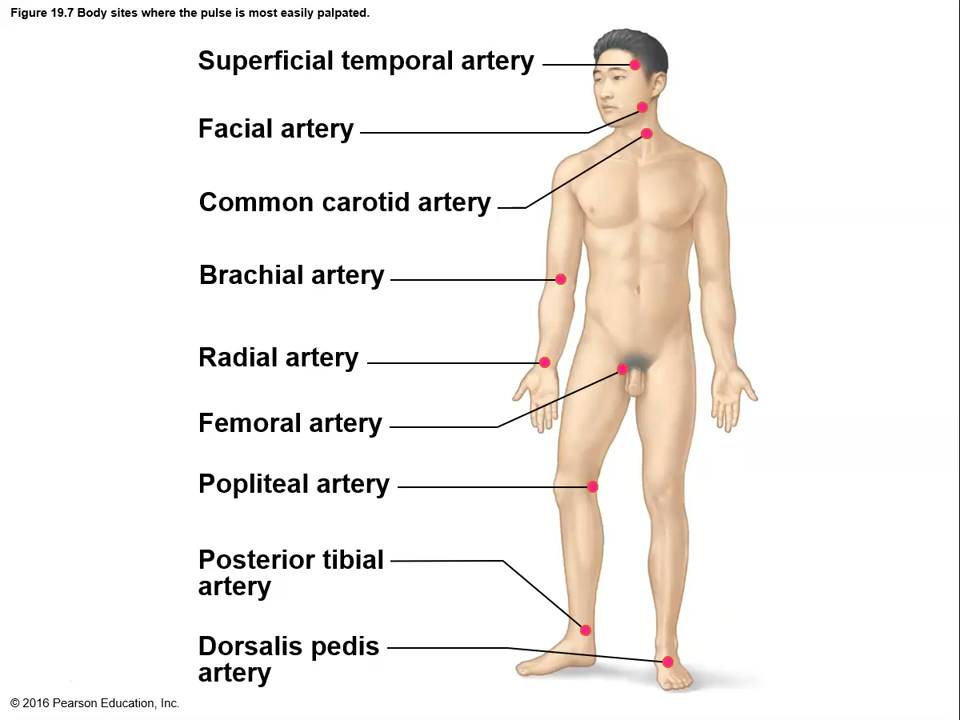 Figure 19.7 Body sites where the pulse is most easily palpated.
Superficial temporal artery
Facial artery
Common carotid artery
Brachial artery
Radial artery
Femoral artery
Popliteal artery
Posterior tibial
artery
Dorsalis pedis
artery
© 2016 Pearson Education, Inc.